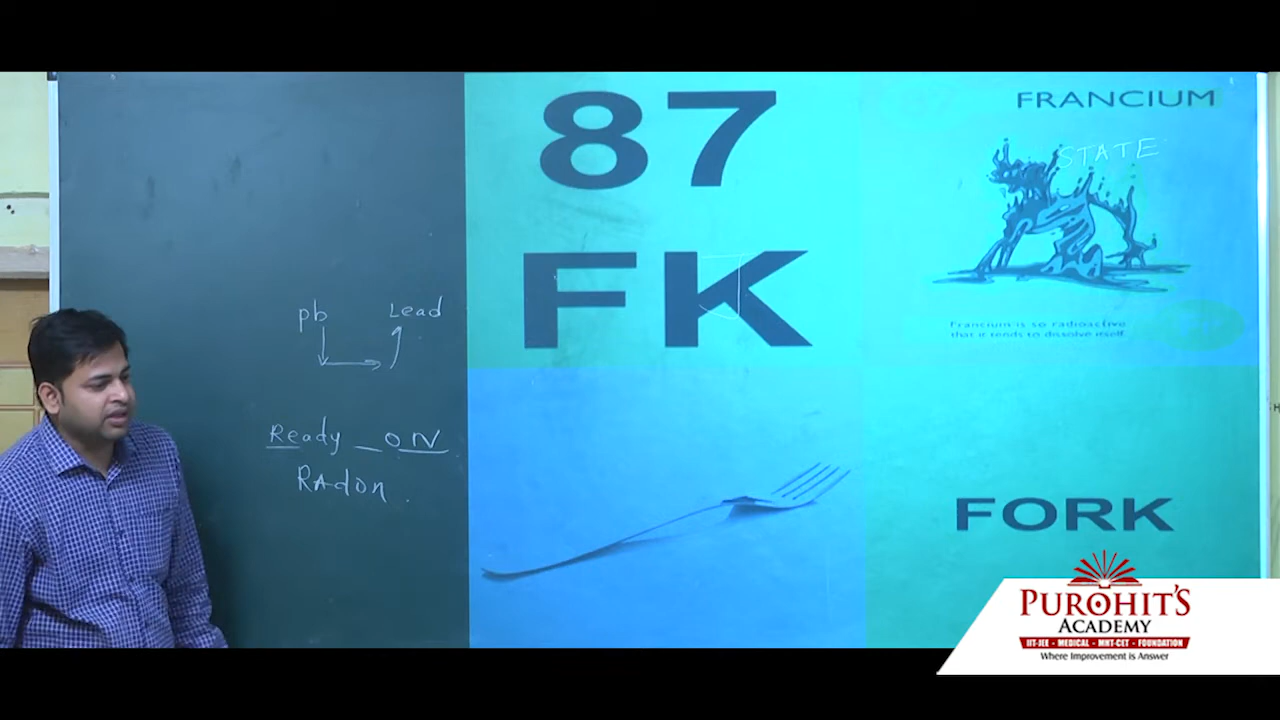 pb Lead
Ready _ ON
RAdon .
87
FK
FRANCIUM
STATE
Francium is so radioactive
that it tends to dissolve itself.
FORK
PUROHIT'S
ACADEMY
IIT-JEE - MEDICAL - MHT-CET - FOUNDATION
Where Improvement is Answer